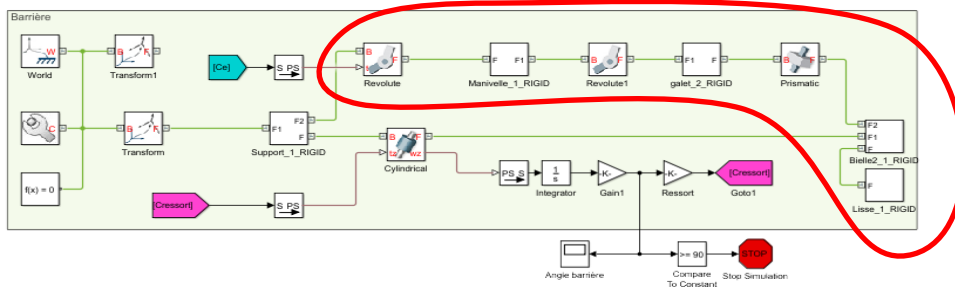 Barrière
W
World
B F
Transform1
[Ce]
S PS
B F
t
Revolute
F F1
Manivelle_1_RIGID
B F
Revolute1
F1 F
galet_2_RIGID
B F
Prismatic
C
B F
Transform
F1 F2
F
Support_1_RIGID
B F
tz wz
Cylindrical
F2
F1
F
Bielle2_1_RIGID
F
Lisse_1_RIGID
f(x) = 0
[Cressort]
S PS
PS S
1
s
Integrator
-K-
Gain1
-K-
Ressort
[Cressort]
Goto1
Angle barrière
>= 90
Compare
To Constant
STOP
Stop Simulation